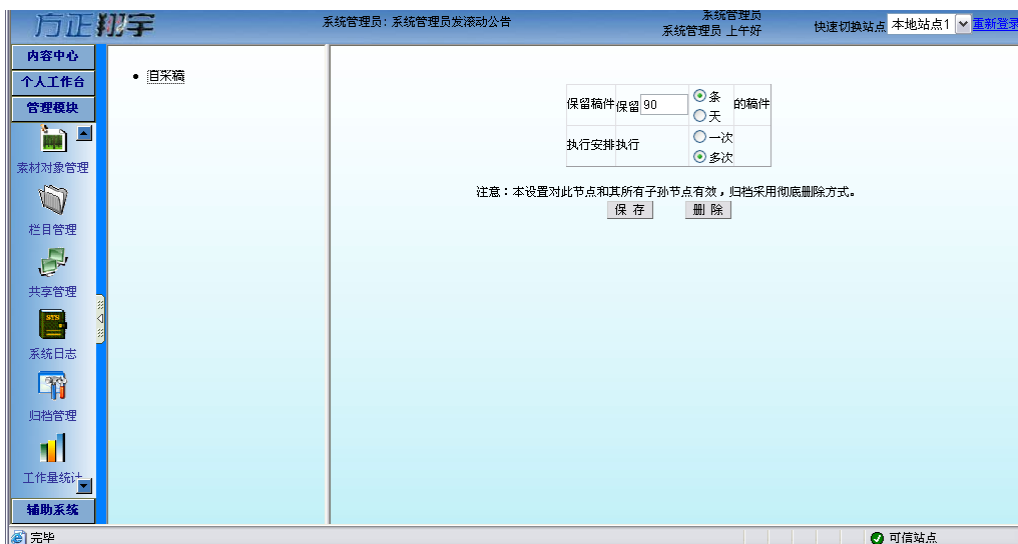 方正翔宇
系统管理员：系统管理员发滚动公告
系统管理员
系统管理员 上午好
快速切换站点 本地站点1 重新登录
内容中心
个人工作台
管理模块
素材对象管理
栏目管理
共享管理
SYS
系统日志
归档管理
工作量统计
辅助系统
自采稿
保留稿件 保留 90 条 天 的稿件
执行安排 执行 一次 多次
注意：本设置对此节点和其所有子孙节点有效，归档采用彻底删除方式。
保 存 删 除
完毕
可信站点